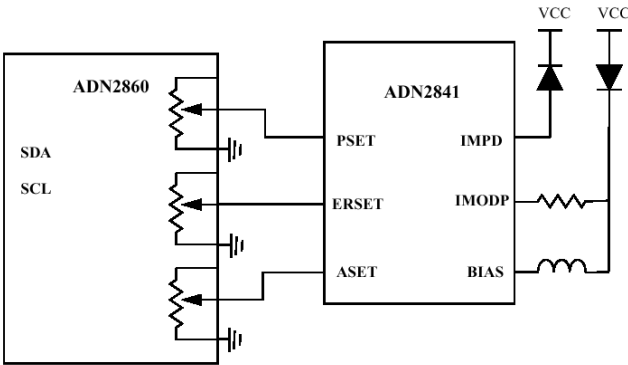 VCC VCC
ADN2860
ADN2841
PSET IMPD
SDA
SCL
ERSET IMODP
ASET BIAS